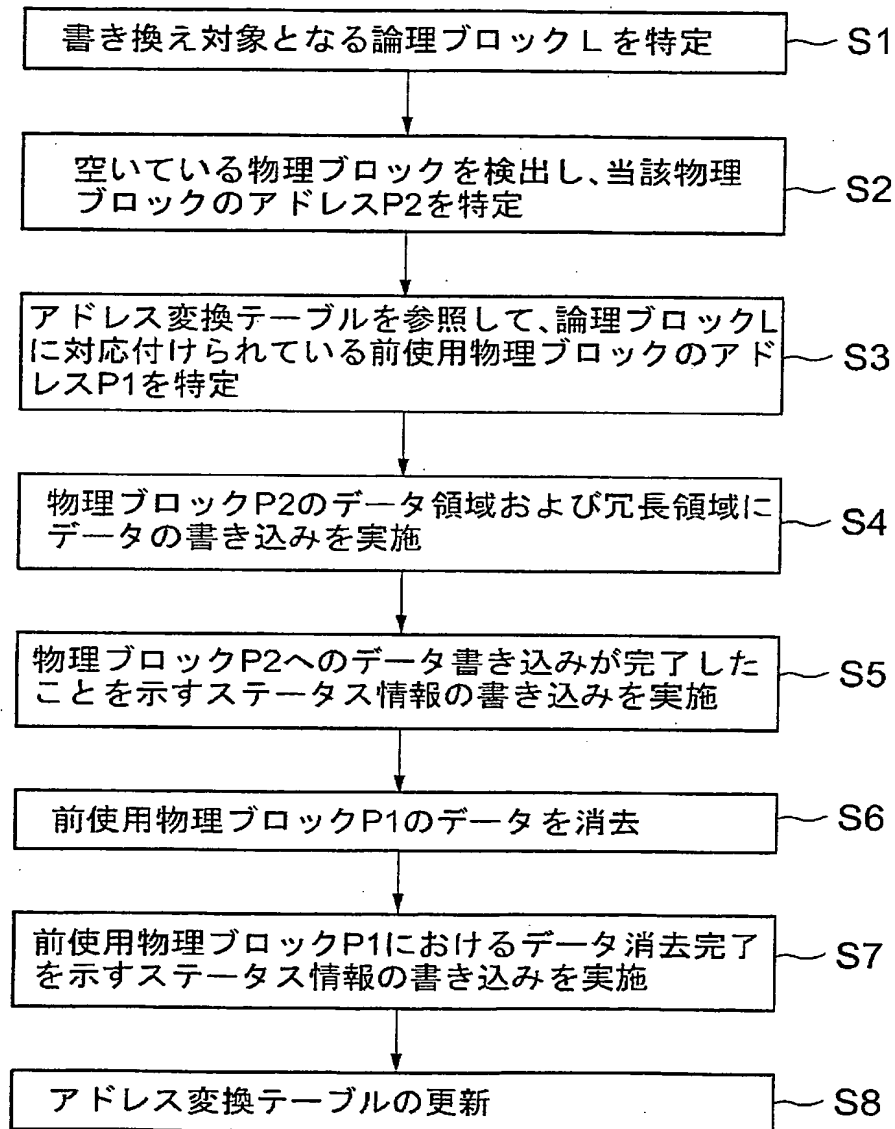 書き換え対象となる論理ブロックLを特定
S1
空いている物理ブロックを検出し、当該物理
ブロックのアドレスP2を特定
S2
アドレス変換テーブルを参照して、論理ブロックL
に対応付けられている前使用物理ブロックのアド
レスP1を特定
S3
物理ブロックP2のデータ領域および冗長領域に
データの書き込みを実施
S4
物理ブロックP2へのデータ書き込みが完了した
ことを示すステータス情報の書き込みを実施
S5
前使用物理ブロックP1のデータを消去
S6
前使用物理ブロックP1におけるデータ消去完了
を示すステータス情報の書き込みを実施
S7
アドレス変換テーブルの更新
S8